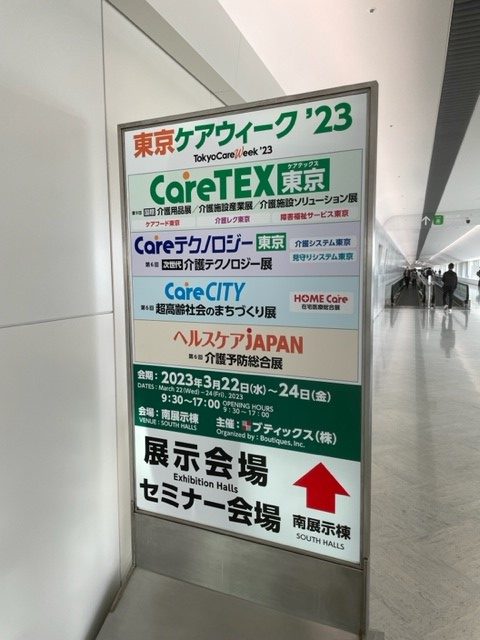 東京ケアウィーク '23
TokyoCareWeek '23
CareTEX東京 ケアテックス
第9回 国際 介護用品展/介護施設産業展/介護施設ソリューション展
ケアフード東京 介護レク東京 障害福祉サービス東京
Careテクノロジー東京 介護システム東京
第6回 次世代 介護テクノロジー展 見守りシステム東京
CareCITY HOME Care
第6回 超高齢社会のまちづくり展 在宅医療総合展
ヘルスケアJAPAN
第6回 介護予防総合展
会期:2023年3月22日(水)~24日(金)
DATES : March 22(Wed)-24(Fri), 2023
9:30~17:00 OPENING HOURS 9:30~17:00
会場:南展示棟 主催:ブティックス(株)
VENUE : SOUTH HALLS Organized by : Boutiques, Inc.
展示会場
Exhibition Halls
セミナー会場
南展示棟
SOUTH HALLS